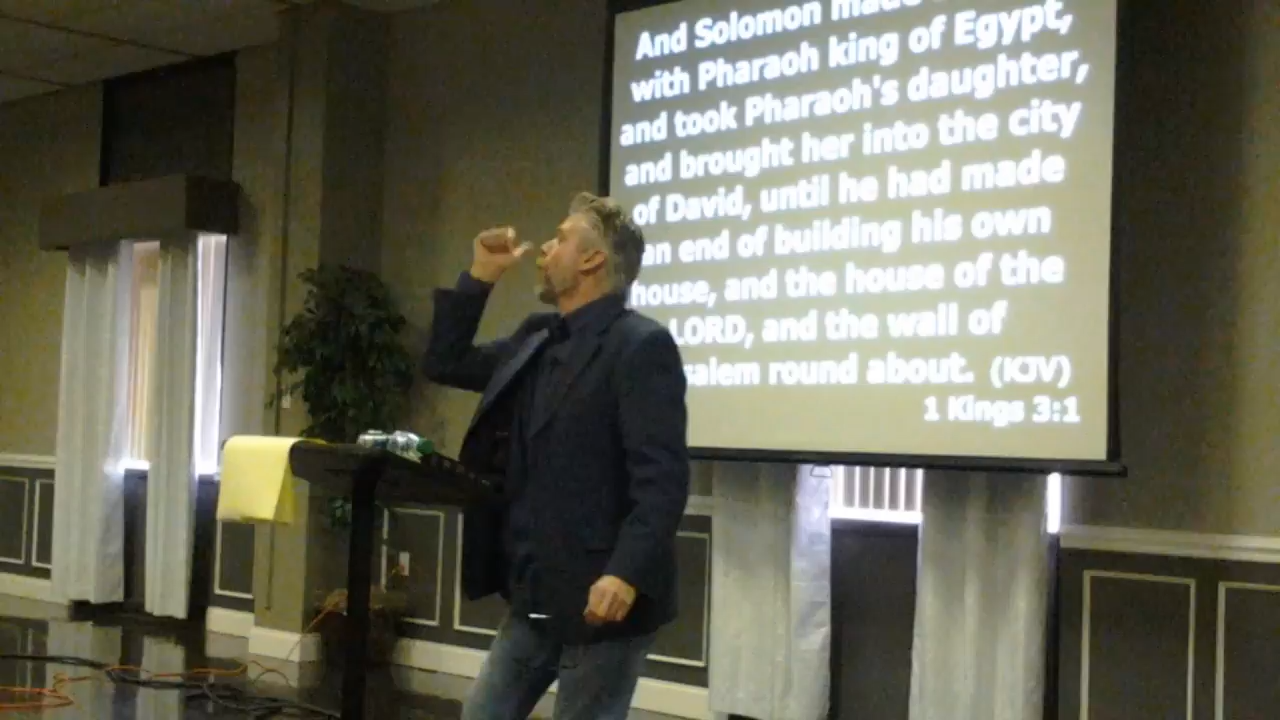 And Solomon made
with Pharaoh king of Egypt,
and took Pharaoh's daughter,
and brought her into the city
of David, until he had made
an end of building his own
house, and the house of the
LORD, and the wall of
salem round about. (KJV)
1 Kings 3:1